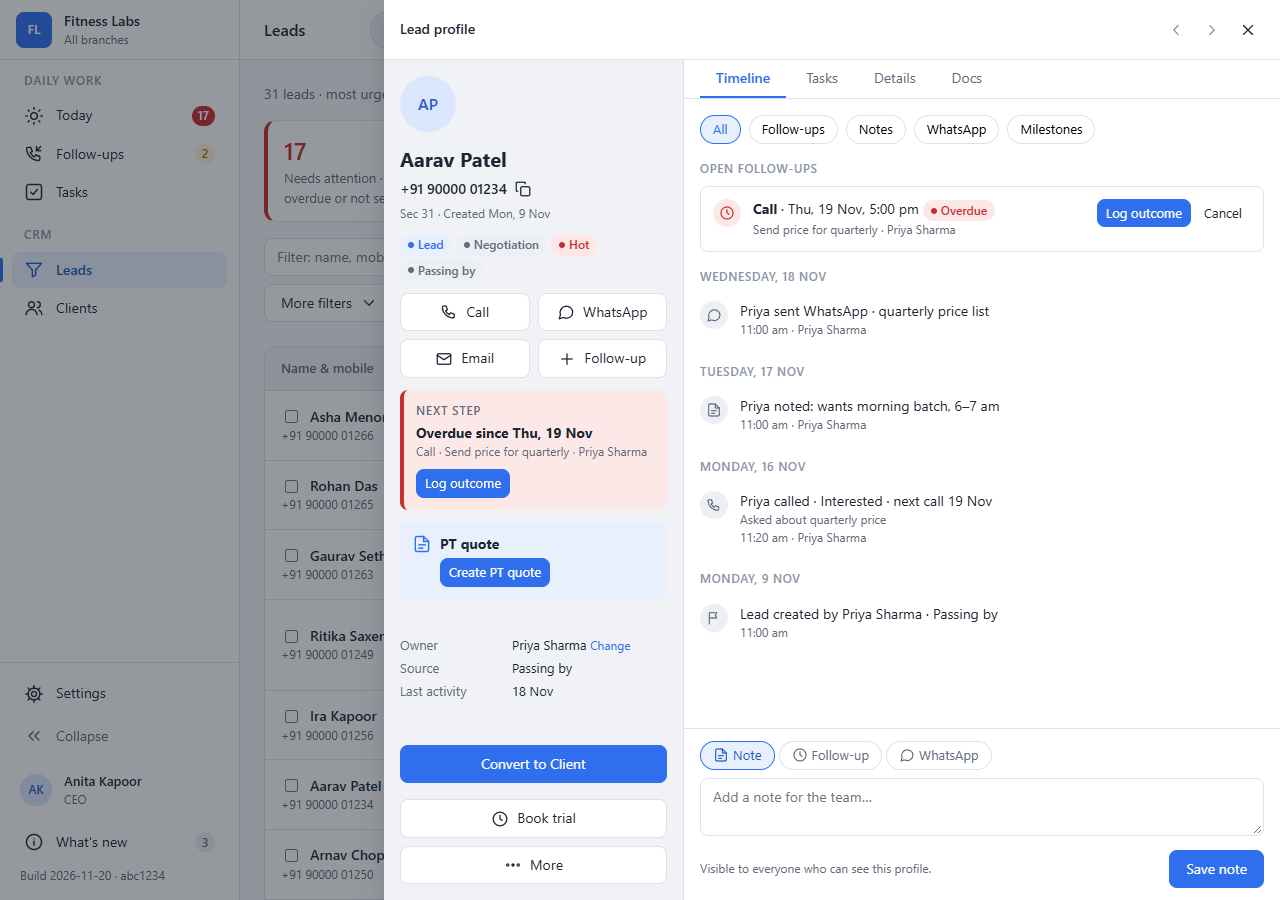 FL
Fitness Labs
All branches
DAILY WORK
Today
17
Follow-ups
2
Tasks
CRM
Leads
Clients
Settings
Collapse
AK
Anita Kapoor
CEO
What's new
3
Build 2026-11-20 · abc1234
Leads
31 leads · most urge
17
Needs attention ·
overdue or not se
Filter: name, mob
More filters
Name & mobile
Asha Menon
+91 90000 01266
Rohan Das
+91 90000 01265
Gaurav Seth
+91 90000 01263
Ritika Saxen
+91 90000 01249
Ira Kapoor
+91 90000 01256
Aarav Patel
+91 90000 01234
Arnav Chop
+91 90000 01250
Lead profile
AP
Aarav Patel
+91 90000 01234
Sec 31 · Created Mon, 9 Nov
Lead
Negotiation
Hot
Passing by
Call
WhatsApp
Email
Follow-up
NEXT STEP
Overdue since Thu, 19 Nov
Call · Send price for quarterly · Priya Sharma
Log outcome
PT quote
Create PT quote
Owner
Priya Sharma Change
Source
Passing by
Last activity
18 Nov
Convert to Client
Book trial
More
Timeline
Tasks
Details
Docs
All
Follow-ups
Notes
WhatsApp
Milestones
OPEN FOLLOW-UPS
Call · Thu, 19 Nov, 5:00 pm
Overdue
Send price for quarterly · Priya Sharma
Log outcome
Cancel
WEDNESDAY, 18 NOV
Priya sent WhatsApp · quarterly price list
11:00 am · Priya Sharma
TUESDAY, 17 NOV
Priya noted: wants morning batch, 6–7 am
11:00 am · Priya Sharma
MONDAY, 16 NOV
Priya called · Interested · next call 19 Nov
Asked about quarterly price
11:20 am · Priya Sharma
MONDAY, 9 NOV
Lead created by Priya Sharma · Passing by
11:00 am
Note
Follow-up
WhatsApp
Add a note for the team...
Visible to everyone who can see this profile.
Save note